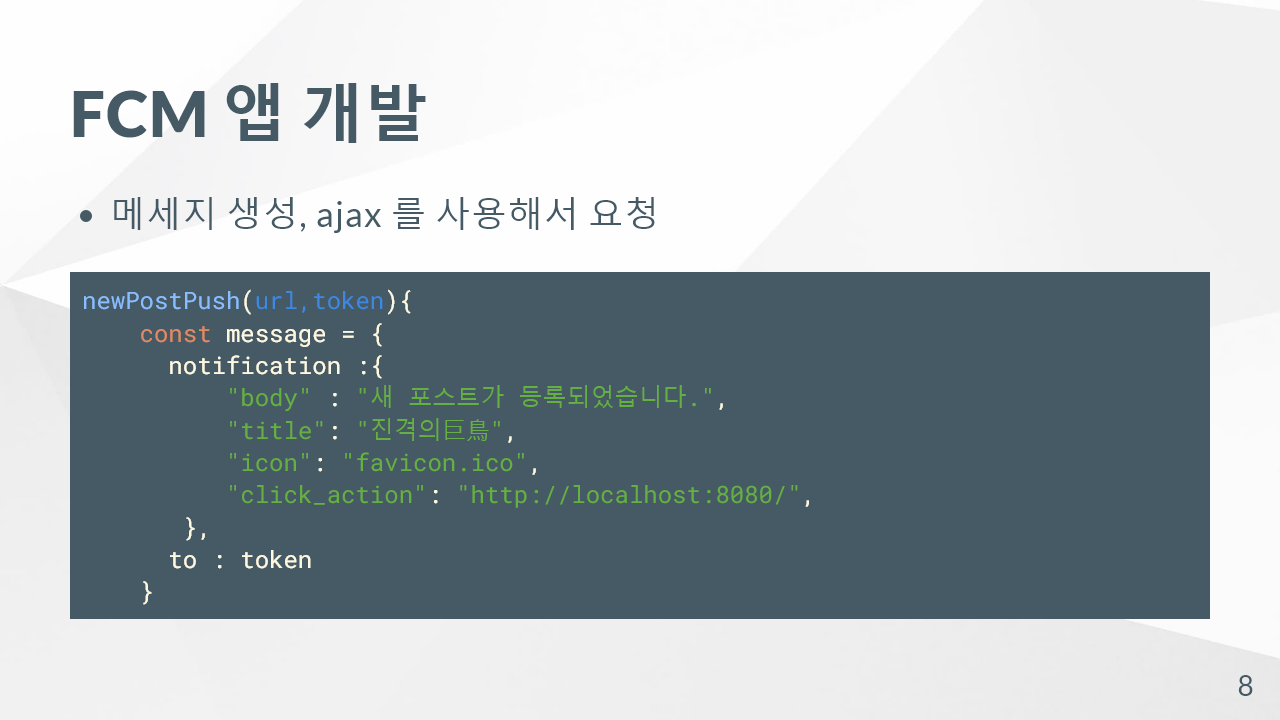 FCM 앱 개발
• 메세지 생성, ajax 를 사용해서 요청
newPostPush(url,token){
    const message = {
      notification :{
          "body" : "새 포스트가 등록되었습니다.",
          "title": "진격의巨鳥",
          "icon": "favicon.ico",
          "click_action": "http://localhost:8080/",
       },
      to : token
    }
8